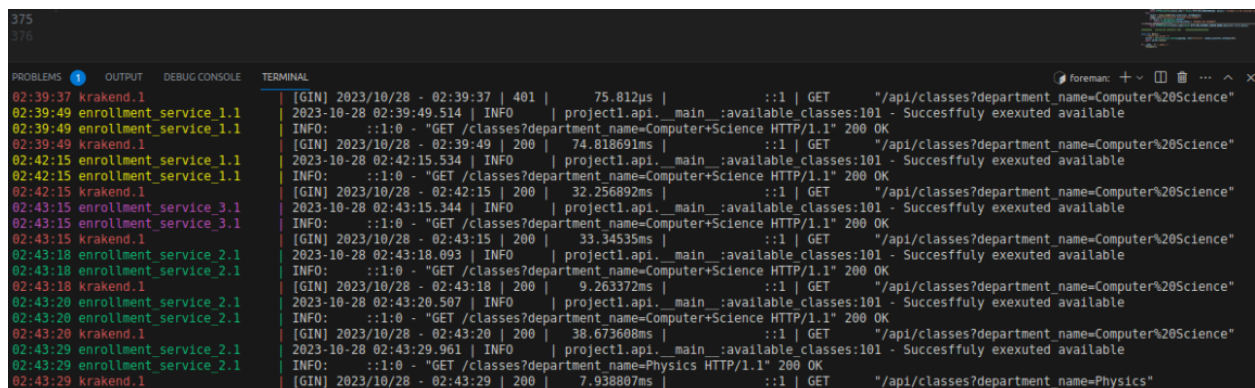 375
376
PROBLEMS 1 OUTPUT DEBUG CONSOLE TERMINAL foreman:
02:39:37 krakend.1 | [GIN] 2023/10/28 - 02:39:37 | 401 | 75.812µs | ::1 | GET "/api/classes?department_name=Computer%20Science"
02:39:49 enrollment_service_1.1 | 2023-10-28 02:39:49.514 | INFO | project1.api.__main__:available_classes:101 - Succesffuly exexuted available
02:39:49 enrollment_service_1.1 | INFO: ::1:0 - "GET /classes?department_name=Computer+Science HTTP/1.1" 200 OK
02:39:49 krakend.1 | [GIN] 2023/10/28 - 02:39:49 | 200 | 74.818691ms | ::1 | GET "/api/classes?department_name=Computer%20Science"
02:42:15 enrollment_service_1.1 | 2023-10-28 02:42:15.534 | INFO | project1.api.__main__:available_classes:101 - Succesffuly exexuted available
02:42:15 enrollment_service_1.1 | INFO: ::1:0 - "GET /classes?department_name=Computer+Science HTTP/1.1" 200 OK
02:42:15 krakend.1 | [GIN] 2023/10/28 - 02:42:15 | 200 | 32.256892ms | ::1 | GET "/api/classes?department_name=Computer%20Science"
02:43:15 enrollment_service_3.1 | 2023-10-28 02:43:15.344 | INFO | project1.api.__main__:available_classes:101 - Succesffuly exexuted available
02:43:15 enrollment_service_3.1 | INFO: ::1:0 - "GET /classes?department_name=Computer+Science HTTP/1.1" 200 OK
02:43:15 krakend.1 | [GIN] 2023/10/28 - 02:43:15 | 200 | 33.34535ms | ::1 | GET "/api/classes?department_name=Computer%20Science"
02:43:18 enrollment_service_2.1 | 2023-10-28 02:43:18.093 | INFO | project1.api.__main__:available_classes:101 - Succesffuly exexuted available
02:43:18 enrollment_service_2.1 | INFO: ::1:0 - "GET /classes?department_name=Computer+Science HTTP/1.1" 200 OK
02:43:18 krakend.1 | [GIN] 2023/10/28 - 02:43:18 | 200 | 9.263372ms | ::1 | GET "/api/classes?department_name=Computer%20Science"
02:43:20 enrollment_service_2.1 | 2023-10-28 02:43:20.507 | INFO | project1.api.__main__:available_classes:101 - Succesffuly exexuted available
02:43:20 enrollment_service_2.1 | INFO: ::1:0 - "GET /classes?department_name=Computer+Science HTTP/1.1" 200 OK
02:43:20 krakend.1 | [GIN] 2023/10/28 - 02:43:20 | 200 | 38.673608ms | ::1 | GET "/api/classes?department_name=Computer%20Science"
02:43:29 enrollment_service_2.1 | 2023-10-28 02:43:29.961 | INFO | project1.api.__main__:available_classes:101 - Succesffuly exexuted available
02:43:29 enrollment_service_2.1 | INFO: ::1:0 - "GET /classes?department_name=Physics HTTP/1.1" 200 OK
02:43:29 krakend.1 | [GIN] 2023/10/28 - 02:43:29 | 200 | 7.938807ms | ::1 | GET "/api/classes?department_name=Physics"